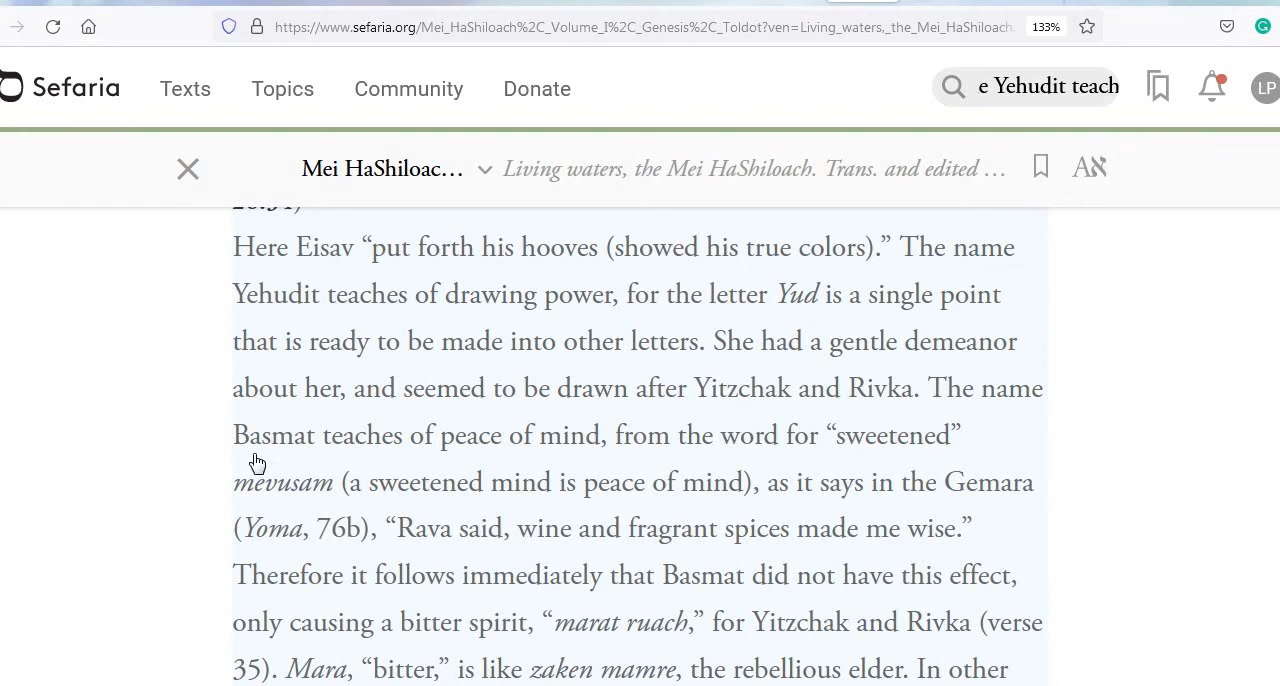 https://www.sefaria.org/Mei_HaShiloach%2C_Volume_I%2C_Genesis%2C_Toldot?ven=Living_waters,_the_Mei_HaShiloach. 133%
Sefaria Texts Topics Community Donate e Yehudit teach LP
Mei HaShiloac... Living waters, the Mei HaShiloach. Trans. and edited ... Aא
Here Eisav “put forth his hooves (showed his true colors).” The name
Yehudit teaches of drawing power, for the letter Yud is a single point
that is ready to be made into other letters. She had a gentle demeanor
about her, and seemed to be drawn after Yitzchak and Rivka. The name
Basmat teaches of peace of mind, from the word for “sweetened”
mevusam (a sweetened mind is peace of mind), as it says in the Gemara
(Yoma, 76b), “Rava said, wine and fragrant spices made me wise.”
Therefore it follows immediately that Basmat did not have this effect,
only causing a bitter spirit, “marat ruach,” for Yitzchak and Rivka (verse
35). Mara, “bitter,” is like zaken mamre, the rebellious elder. In other